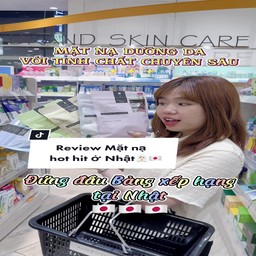 AND SKIN CARE
MẶT NẠ DƯỠNG DA
VỚI TINH CHẤT CHUYÊN SÂU
Review Mặt nạ
hot hit ở Nhật
Đứng đầu Bảng xếp hạng
tại Nhật